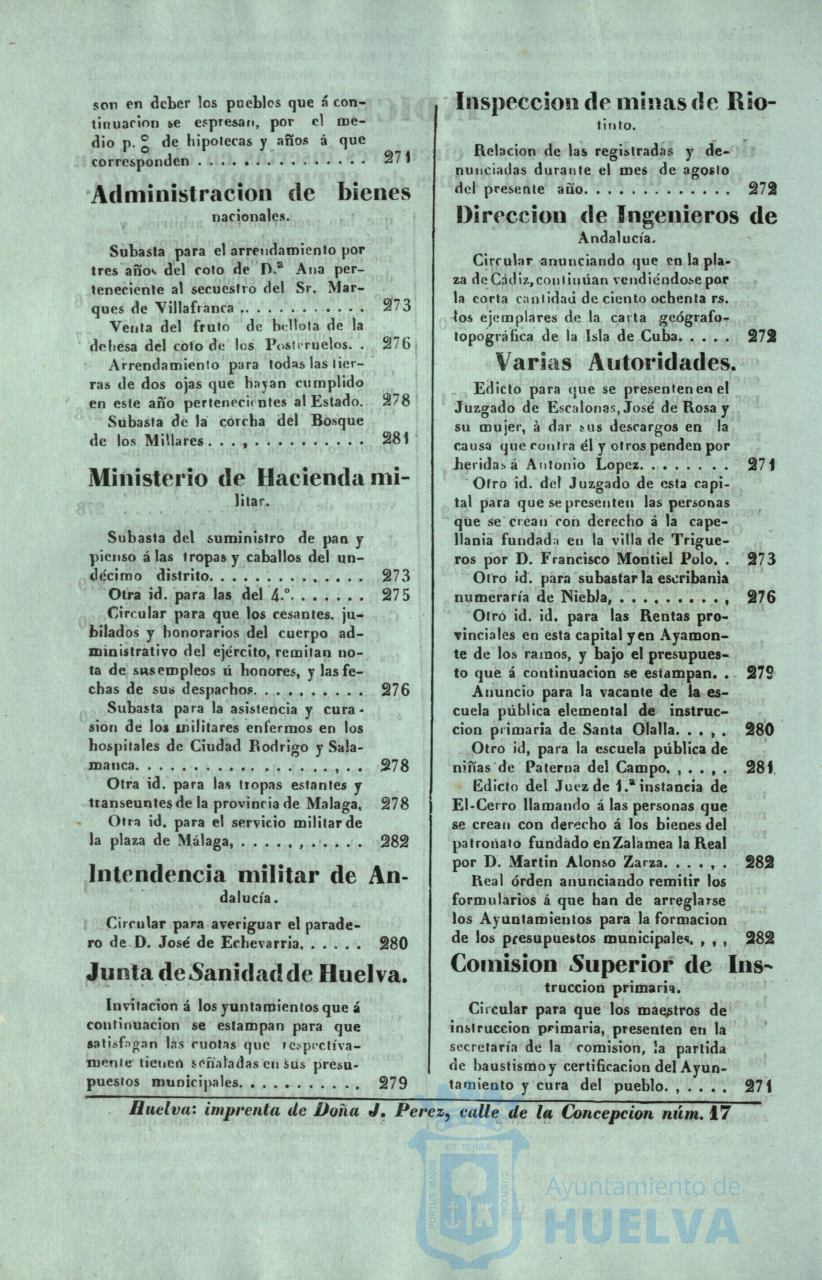 son en deber los pueblos que á con-
tinuacion se espresan, por el me-
dio p. % de hipotecas y años á que
corresponden . . . . . . . . . . . . . . 271
Administracion de bienes
nacionales.
Subasta para el arrendamiento por
tres años del coto de D.ª Ana per-
teneciente al secuestro del Sr. Mar-
ques de Villafranca . . . . . . . . . . . . 273
Venta del fruto de bellota de la
dehesa del coto de los Posteruelos. . 276
Arrendamiento para todas las tier-
ras de dos ojas que hayan cumplido
en este año pertenecientes al Estado. 278
Subasta de la corcha del Bosque
de los Millares . . . , . . . . . . . . . . . 281
Ministerio de Hacienda mi-
litar.
Subasta del suministro de pan y
pienso á las tropas y caballos del un-
décimo distrito. . . . . . . . . . . . . . 273
Otra id. para las del 4.º . . . . . . . 275
Circular para que los cesantes. ju-
bilados y honorarios del cuerpo ad-
ministrativo del ejército, remitan no-
ta de sus empleos ú honores, y las fe-
chas de sus despachos. . . . . . . . . . 276
Subasta para la asistencia y cura-
sion de los militares enfermos en los
hospitales de Ciudad Rodrigo y Sala-
manca. . . . . . . . . . . . . . . . . , . . 278
Otra id. para las tropas estantes y
transeuntes de la provincia de Malaga, 278
Otra id, para el servicio militar de
la plaza de Málaga, . . . . , . , . . . . 282
Intendencia militar de An-
dalucía.
Circular para averiguar el parade-
ro de D. José de Echevarria. . . . . . 280
Junta de Sanidad de Huelva.
Invitacion á los yuntamientos que á
continuacion se estampan para que
satisfagan las cuotas que respectiva-
mente tienen señaladas en sus presu-
puestos municipales. . . . . . . . . . . 279
Inspeccion de minas de Rio-
tinto.
Relacion de las registradas y de-
nunciadas durante el mes de agosto
del presente año. . . . . . . . . . . . . 272
Direccion de Ingenieros de
Andalucía.
Circular anunciando que en la pla-
za de Cádiz, continúan vendiéndose por
la corta cantidad de ciento ochenta rs.
los ejemplares de la carta geógrafo-
topográfica de la Isla de Cuba. . . . . 272
Varias Autoridades.
Edicto para que se presenten en el
Juzgado de Escalonas, José de Rosa y
su mujer, à dar sus descargos en la
causa que contra él y otros penden por
heridas á Antonio Lopez. . . . . . . . 271
Otro id. del Juzgado de esta capi-
tal para que se presenten las personas
que se crean con derecho á la cape-
llania fundada en la villa de Trigue-
ros por D. Francisco Montiel Polo. . 273
Otro id. para subastar la escribania
numeraría de Niebla, . . . . . . . . . , 276
Otro id. id. para las Rentas pro-
vinciales en esta capital y en Ayamon-
te de los ramos, y bajo el presupues-
to que á continuacion se estampan. . 279
Anuncio para la vacante de la es-
cuela pública elemental de instruc-
cion primaria de Santa Olalla. . . , . 280
Otro id, para la escuela pública de
niñas de Paterna del Campo. , . . , . 281
Edicto del Juez de 1.ª instancia de
El-Cerro llamando á las personas que
se crean con derecho á los bienes del
patronato fundado en Zalamea la Real
por D. Martin Alonso Zarza. . . . , . 282
Real órden anunciando remitir los
formularios á que han de arreglarse
los Ayuntamientos para la formacion
de los presupuestos municipales. , , , 282
Comision Superior de Ins-
truccion primaria.
Circular para que los maestros de
instruccion primaria, presenten en la
secretaría de la comision, la partida
de baustismo y certificacion del Ayun-
tamiento y cura del pueblo. , . . . . 271
Huelva: imprenta de Doña J. Perez, calle de la Concepcion núm. 17
ET TERRA
PORTUS MARIS
CUSTODIA
Ayuntamiento de
HUELVA